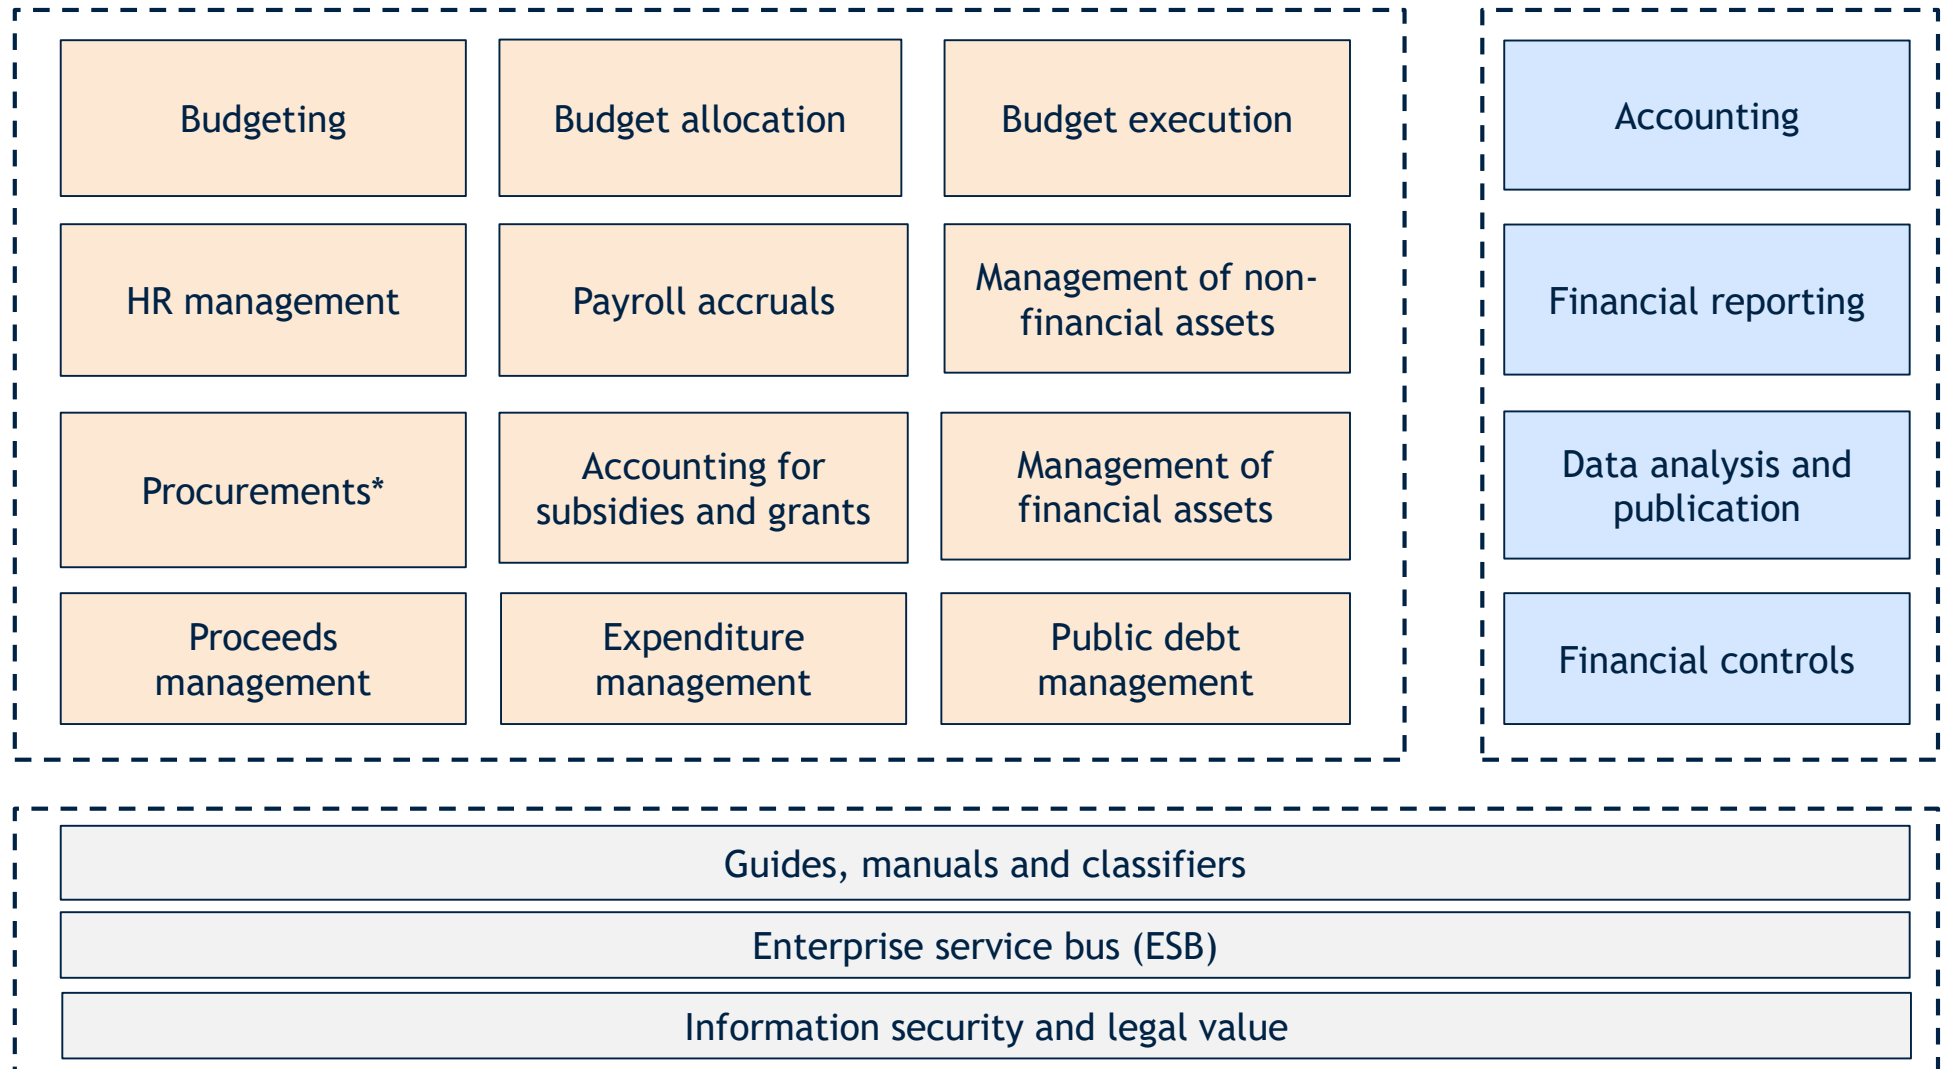 Budgeting
Budget allocation
Budget execution
Accounting
HR management
Payroll accruals
Management of non-
financial assets
Financial reporting
Procurements*
Accounting for
subsidies and grants
Management of
financial assets
Data analysis and
publication
Proceeds
management
Expenditure
management
Public debt
management
Financial controls
Guides, manuals and classifiers
Enterprise service bus (ESB)
Information security and legal value